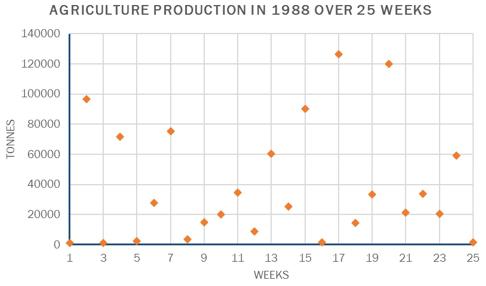 AGRICULTURE PRODUCTION IN 1988 OVER 25 WEEKS
140000
120000
100000
80000
60000
40000
20000
0
TONNES
1 3 5 7 9 11 13 15 17 19 21 23 25
WEEKS